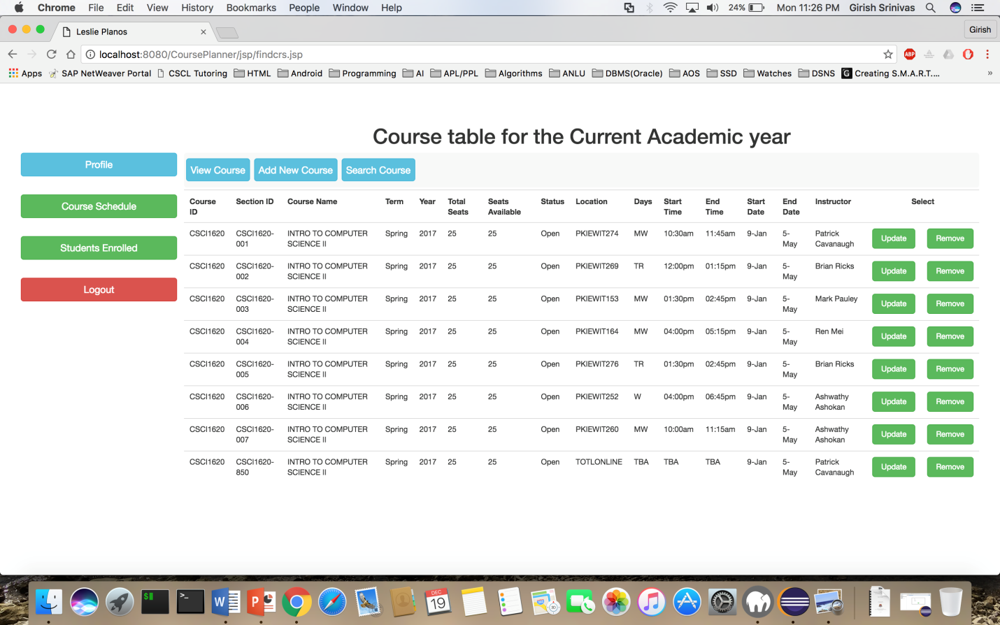 Chrome File Edit View History Bookmarks People Window Help 24% Mon 11:26 PM Girish Srinivas
Leslie Planos Girish
localhost:8080/CoursePlanner/jsp/findcrs.jsp ABP
Apps SAP NetWeaver Portal CSCL Tutoring HTML Android Programming AI APL/PPL Algorithms ANLU DBMS(Oracle) AOS SSD Watches DSNS G Creating S.M.A.R.T.... »
Course table for the Current Academic year
Profile
Course Schedule
Students Enrolled
Logout
View Course Add New Course Search Course
Course Section ID Course Name Term Year Total Seats Status Location Days Start End Start End Instructor Select
ID Seats Available Time Time Date Date
CSCI1620 CSCI1620- INTRO TO COMPUTER Spring 2017 25 25 Open PKIEWIT274 MW 10:30am 11:45am 9-Jan 5- Patrick Update Remove
001 SCIENCE II May Cavanaugh
CSCI1620 CSCI1620- INTRO TO COMPUTER Spring 2017 25 25 Open PKIEWIT269 TR 12:00pm 01:15pm 9-Jan 5- Brian Ricks Update Remove
002 SCIENCE II May
CSCI1620 CSCI1620- INTRO TO COMPUTER Spring 2017 25 25 Open PKIEWIT153 MW 01:30pm 02:45pm 9-Jan 5- Mark Pauley Update Remove
003 SCIENCE II May
CSCI1620 CSCI1620- INTRO TO COMPUTER Spring 2017 25 25 Open PKIEWIT164 MW 04:00pm 05:15pm 9-Jan 5- Ren Mei Update Remove
004 SCIENCE II May
CSCI1620 CSCI1620- INTRO TO COMPUTER Spring 2017 25 25 Open PKIEWIT276 TR 01:30pm 02:45pm 9-Jan 5- Brian Ricks Update Remove
005 SCIENCE II May
CSCI1620 CSCI1620- INTRO TO COMPUTER Spring 2017 25 25 Open PKIEWIT252 W 04:00pm 06:45pm 9-Jan 5- Ashwathy Update Remove
006 SCIENCE II May Ashokan
CSCI1620 CSCI1620- INTRO TO COMPUTER Spring 2017 25 25 Open PKIEWIT260 MW 10:00am 11:15am 9-Jan 5- Ashwathy Update Remove
007 SCIENCE II May Ashokan
CSCI1620 CSCI1620- INTRO TO COMPUTER Spring 2017 25 25 Open TOTLONLINE TBA TBA TBA 9-Jan 5- Patrick Update Remove
850 SCIENCE II May Cavanaugh
$ >_ W P DEC
19